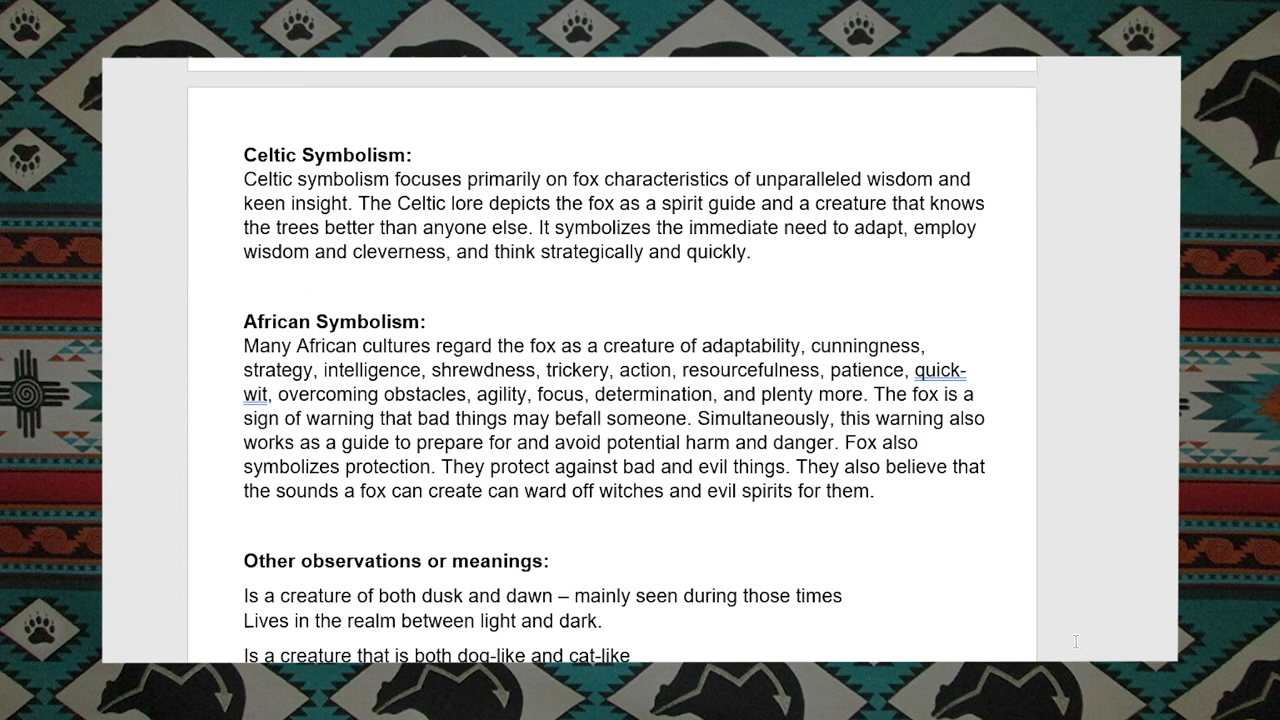 Celtic Symbolism:
Celtic symbolism focuses primarily on fox characteristics of unparalleled wisdom and
keen insight. The Celtic lore depicts the fox as a spirit guide and a creature that knows
the trees better than anyone else. It symbolizes the immediate need to adapt, employ
wisdom and cleverness, and think strategically and quickly.
African Symbolism:
Many African cultures regard the fox as a creature of adaptability, cunningness,
strategy, intelligence, shrewdness, trickery, action, resourcefulness, patience, quick-
wit, overcoming obstacles, agility, focus, determination, and plenty more. The fox is a
sign of warning that bad things may befall someone. Simultaneously, this warning also
works as a guide to prepare for and avoid potential harm and danger. Fox also
symbolizes protection. They protect against bad and evil things. They also believe that
the sounds a fox can create can ward off witches and evil spirits for them.
Other observations or meanings:
Is a creature of both dusk and dawn – mainly seen during those times
Lives in the realm between light and dark.
Is a creature that is both dog-like and cat-like